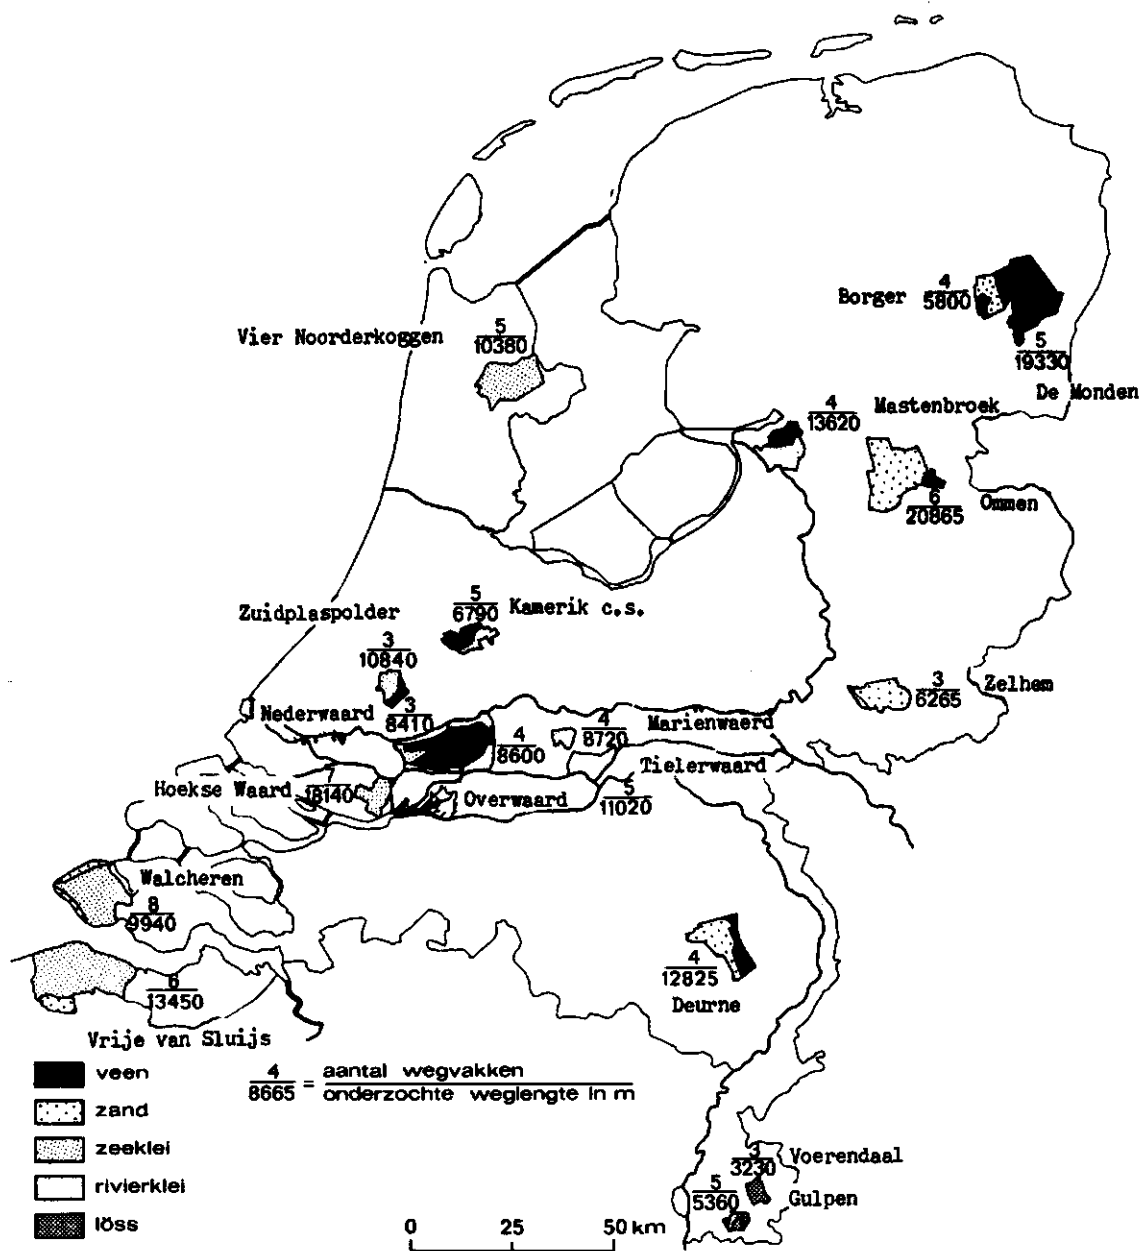 Borger
4
5800
Vier Noorderkoggen
5
10380
5
19330
De Monden
4
13620
Mastenbroek
6
20865
Ommen
5
6790
Kamerik c.s.
Zuidplaspolder
3
10840
3
6265
Zelhem
Nederwaard
3
8410
4
8600
4
8720
Marienwaerd
Tielerwaard
Hoekse Waard
18140
Overwaard
5
11020
Walcheren
8
9940
6
13450
Vrije van Sluijs
4
12825
Deurne
veen
zand
zeeklei
rivierklei
löss
4
8665
=
aantal wegvakken
onderzochte weglengte in m
3
3230
Voerendaal
5
5360
Gulpen
0 25 50 km